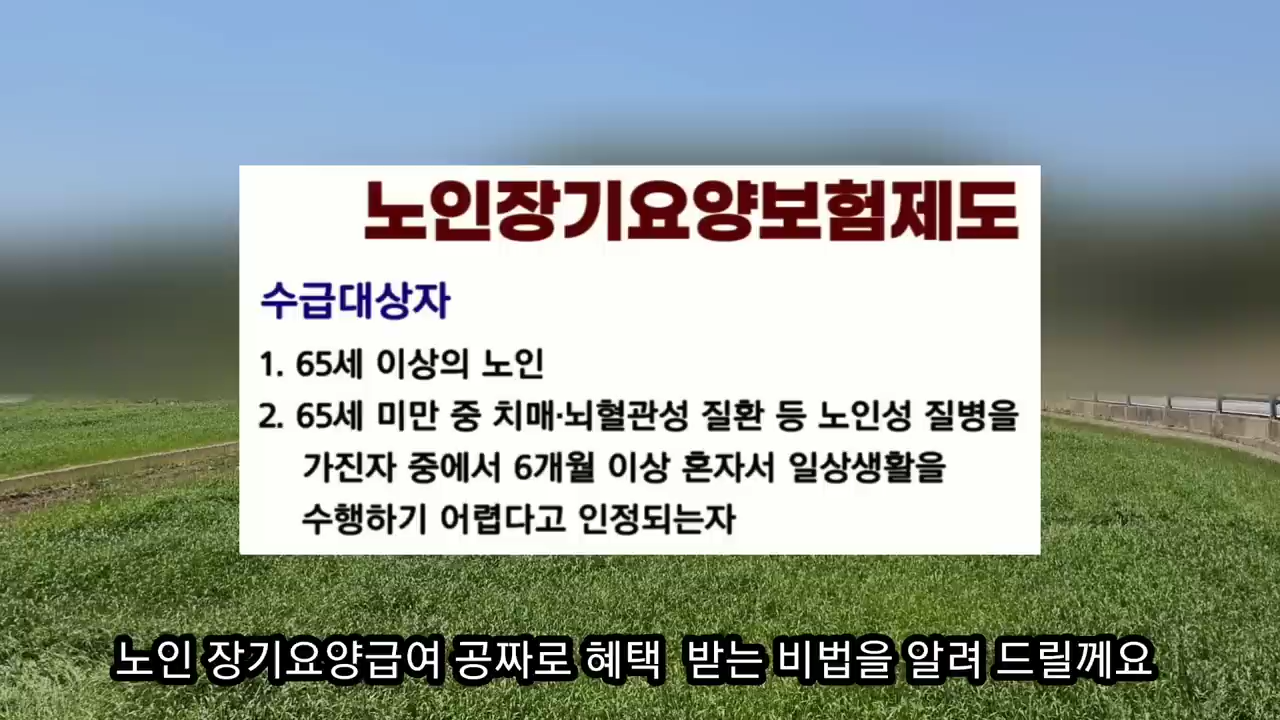 노인장기요양보험제도
수급대상자
1. 65세 이상의 노인
2. 65세 미만 중 치매·뇌혈관성 질환 등 노인성 질병을
가진자 중에서 6개월 이상 혼자서 일상생활을
수행하기 어렵다고 인정되는자
노인 장기요양급여 공짜로 혜택 받는 비법을 알려 드릴께요